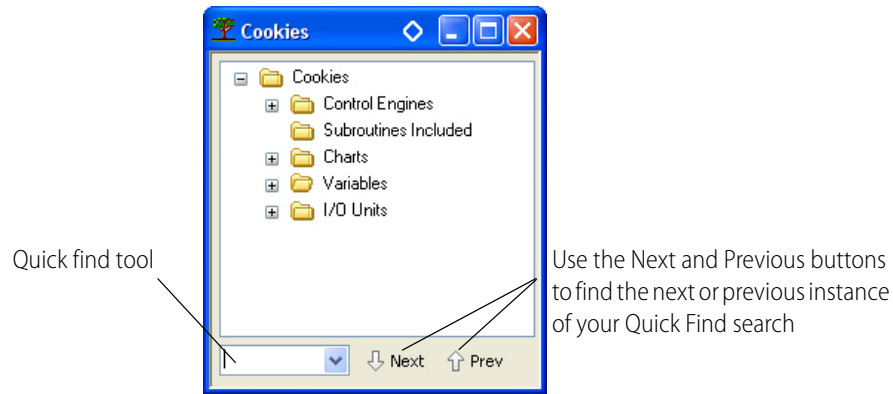 Cookies
Cookies
Control Engines
Subroutines Included
Charts
Variables
I/O Units
Quick find tool
Use the Next and Previous buttons
to find the next or previous instance
of your Quick Find search
Next Prev